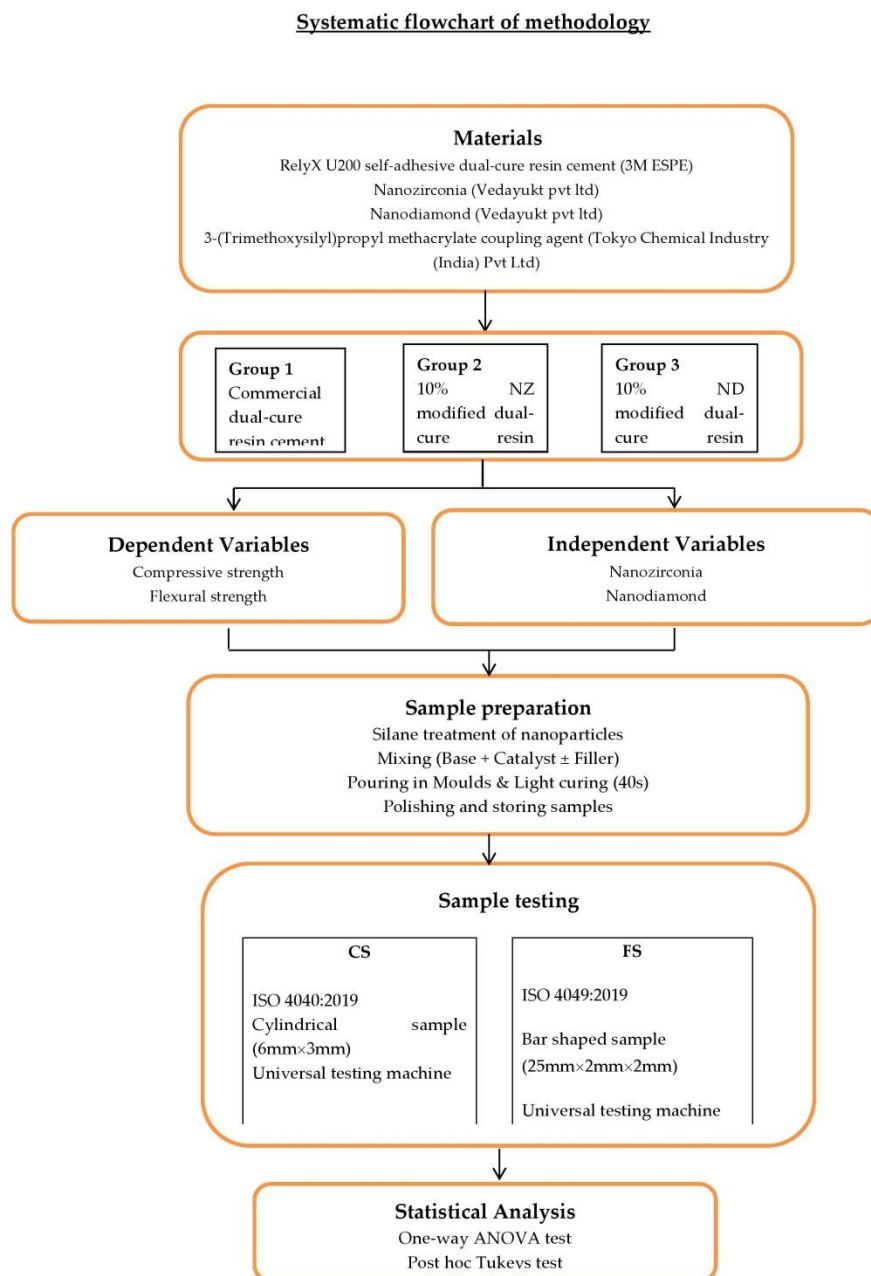 Systematic flowchart of methodology
Materials
RelyX U200 self-adhesive dual-cure resin cement (3M ESPE)
Nanozirconia (Vedayukt pvt ltd)
Nanodiamond (Vedayukt pvt ltd)
3-(Trimethoxysilyl)propyl methacrylate coupling agent (Tokyo Chemical Industry
(India) Pvt Ltd)
Group 1
Commercial
dual-cure
resin cement
Group 2
10% NZ
modified dual-
cure resin
Group 3
10% ND
modified dual-
cure resin
Dependent Variables
Compressive strength
Flexural strength
Independent Variables
Nanozirconia
Nanodiamond
Sample preparation
Silane treatment of nanoparticles
Mixing (Base + Catalyst ± Filler)
Pouring in Moulds & Light curing (40s)
Polishing and storing samples
Sample testing
CS
ISO 4040:2019
Cylindrical sample
(6mm×3mm)
Universal testing machine
FS
ISO 4049:2019
Bar shaped sample
(25mm×2mm×2mm)
Universal testing machine
Statistical Analysis
One-way ANOVA test
Post hoc Tukeys test